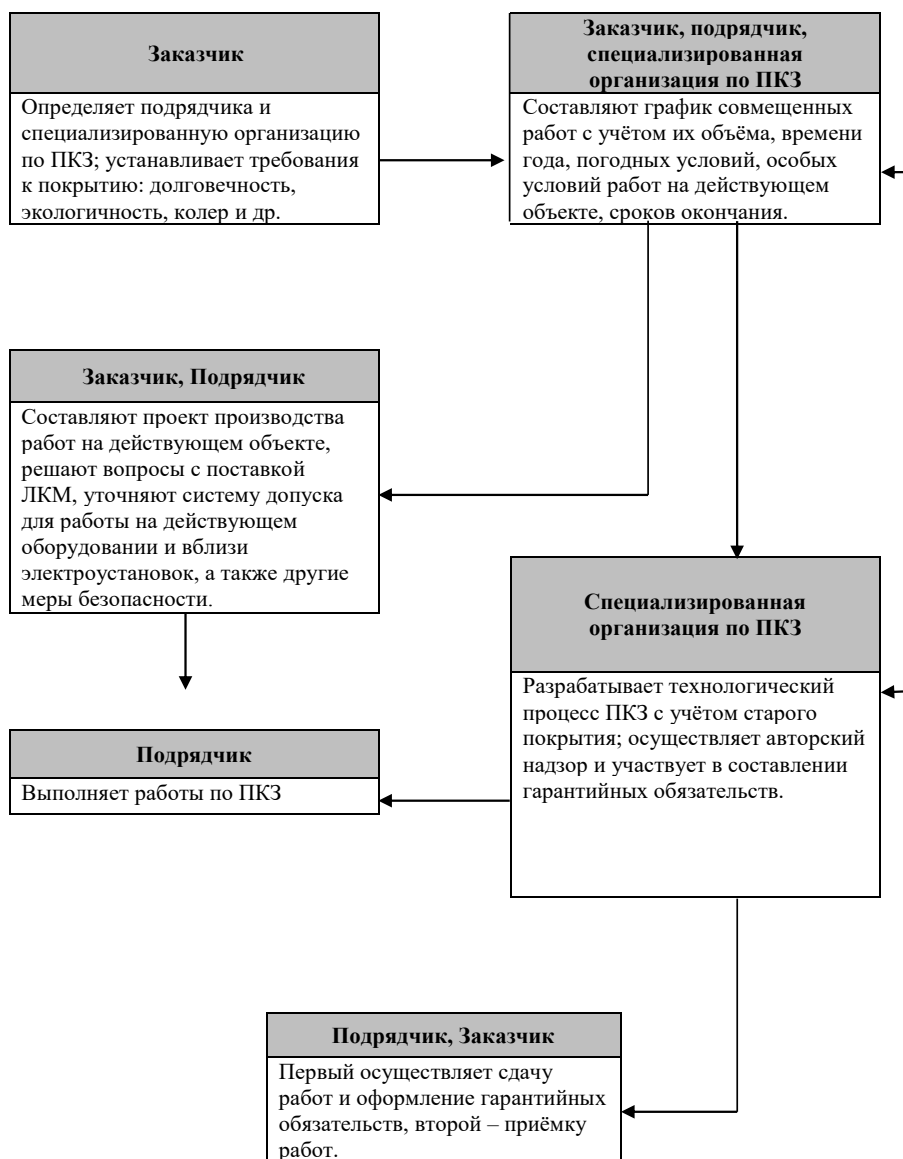 Заказчик
Определяет подрядчика и
специализированную организацию
по ПКЗ; устанавливает требования
к покрытию: долговечность,
экологичность, колер и др.
Заказчик, подрядчик,
специализированная
организация по ПКЗ
Составляют график совмещенных
работ с учётом их объёма, времени
года, погодных условий, особых
условий работ на действующем
объекте, сроков окончания.
Заказчик, Подрядчик
Составляют проект производства
работ на действующем объекте,
решают вопросы с поставкой
ЛКМ, уточняют систему допуска
для работы на действующем
оборудовании и вблизи
электроустановок, а также другие
меры безопасности.
Специализированная
организация по ПКЗ
Разрабатывает технологический
процесс ПКЗ с учётом старого
покрытия; осуществляет авторский
надзор и участвует в составлении
гарантийных обязательств.
Подрядчик
Выполняет работы по ПКЗ
Подрядчик, Заказчик
Первый осуществляет сдачу
работ и оформление гарантийных
обязательств, второй – приёмку
работ.